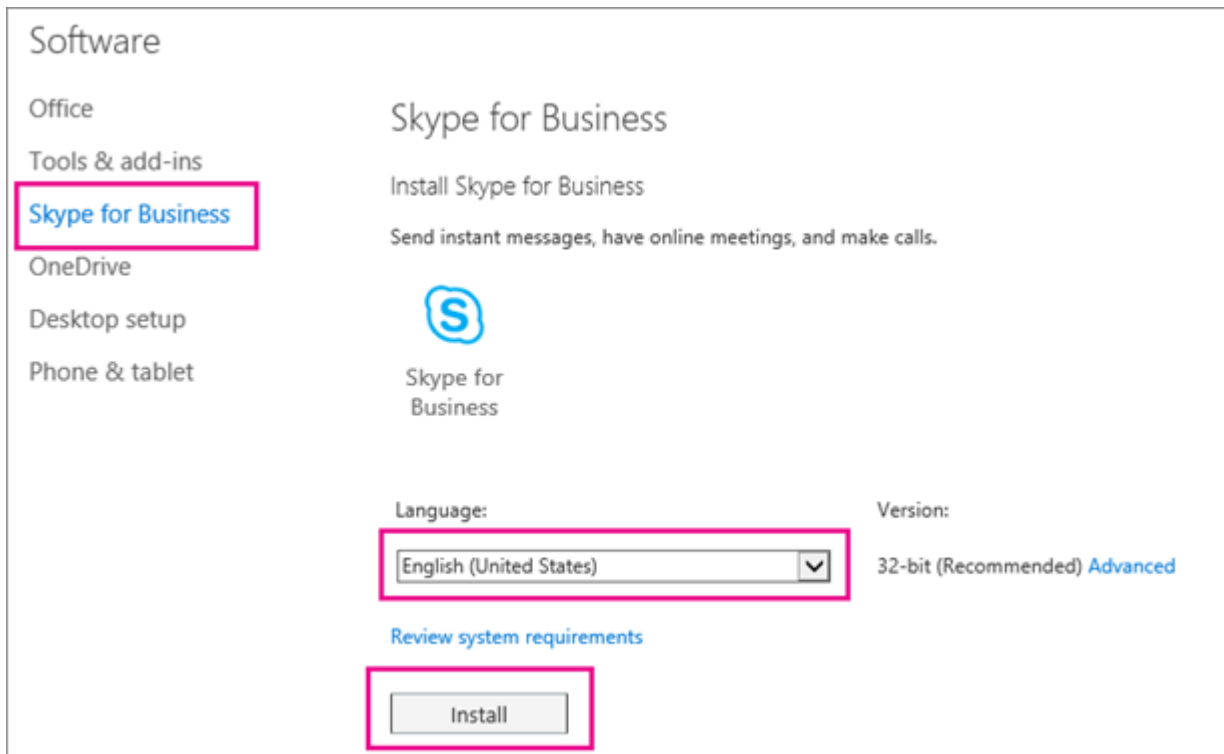 Software
Office
Tools & add-ins
Skype for Business
OneDrive
Desktop setup
Phone & tablet
Skype for Business
Install Skype for Business
Send instant messages, have online meetings, and make calls.
S
Skype for
Business
Language:
Version:
English (United States)
32-bit (Recommended) Advanced
Review system requirements
Install